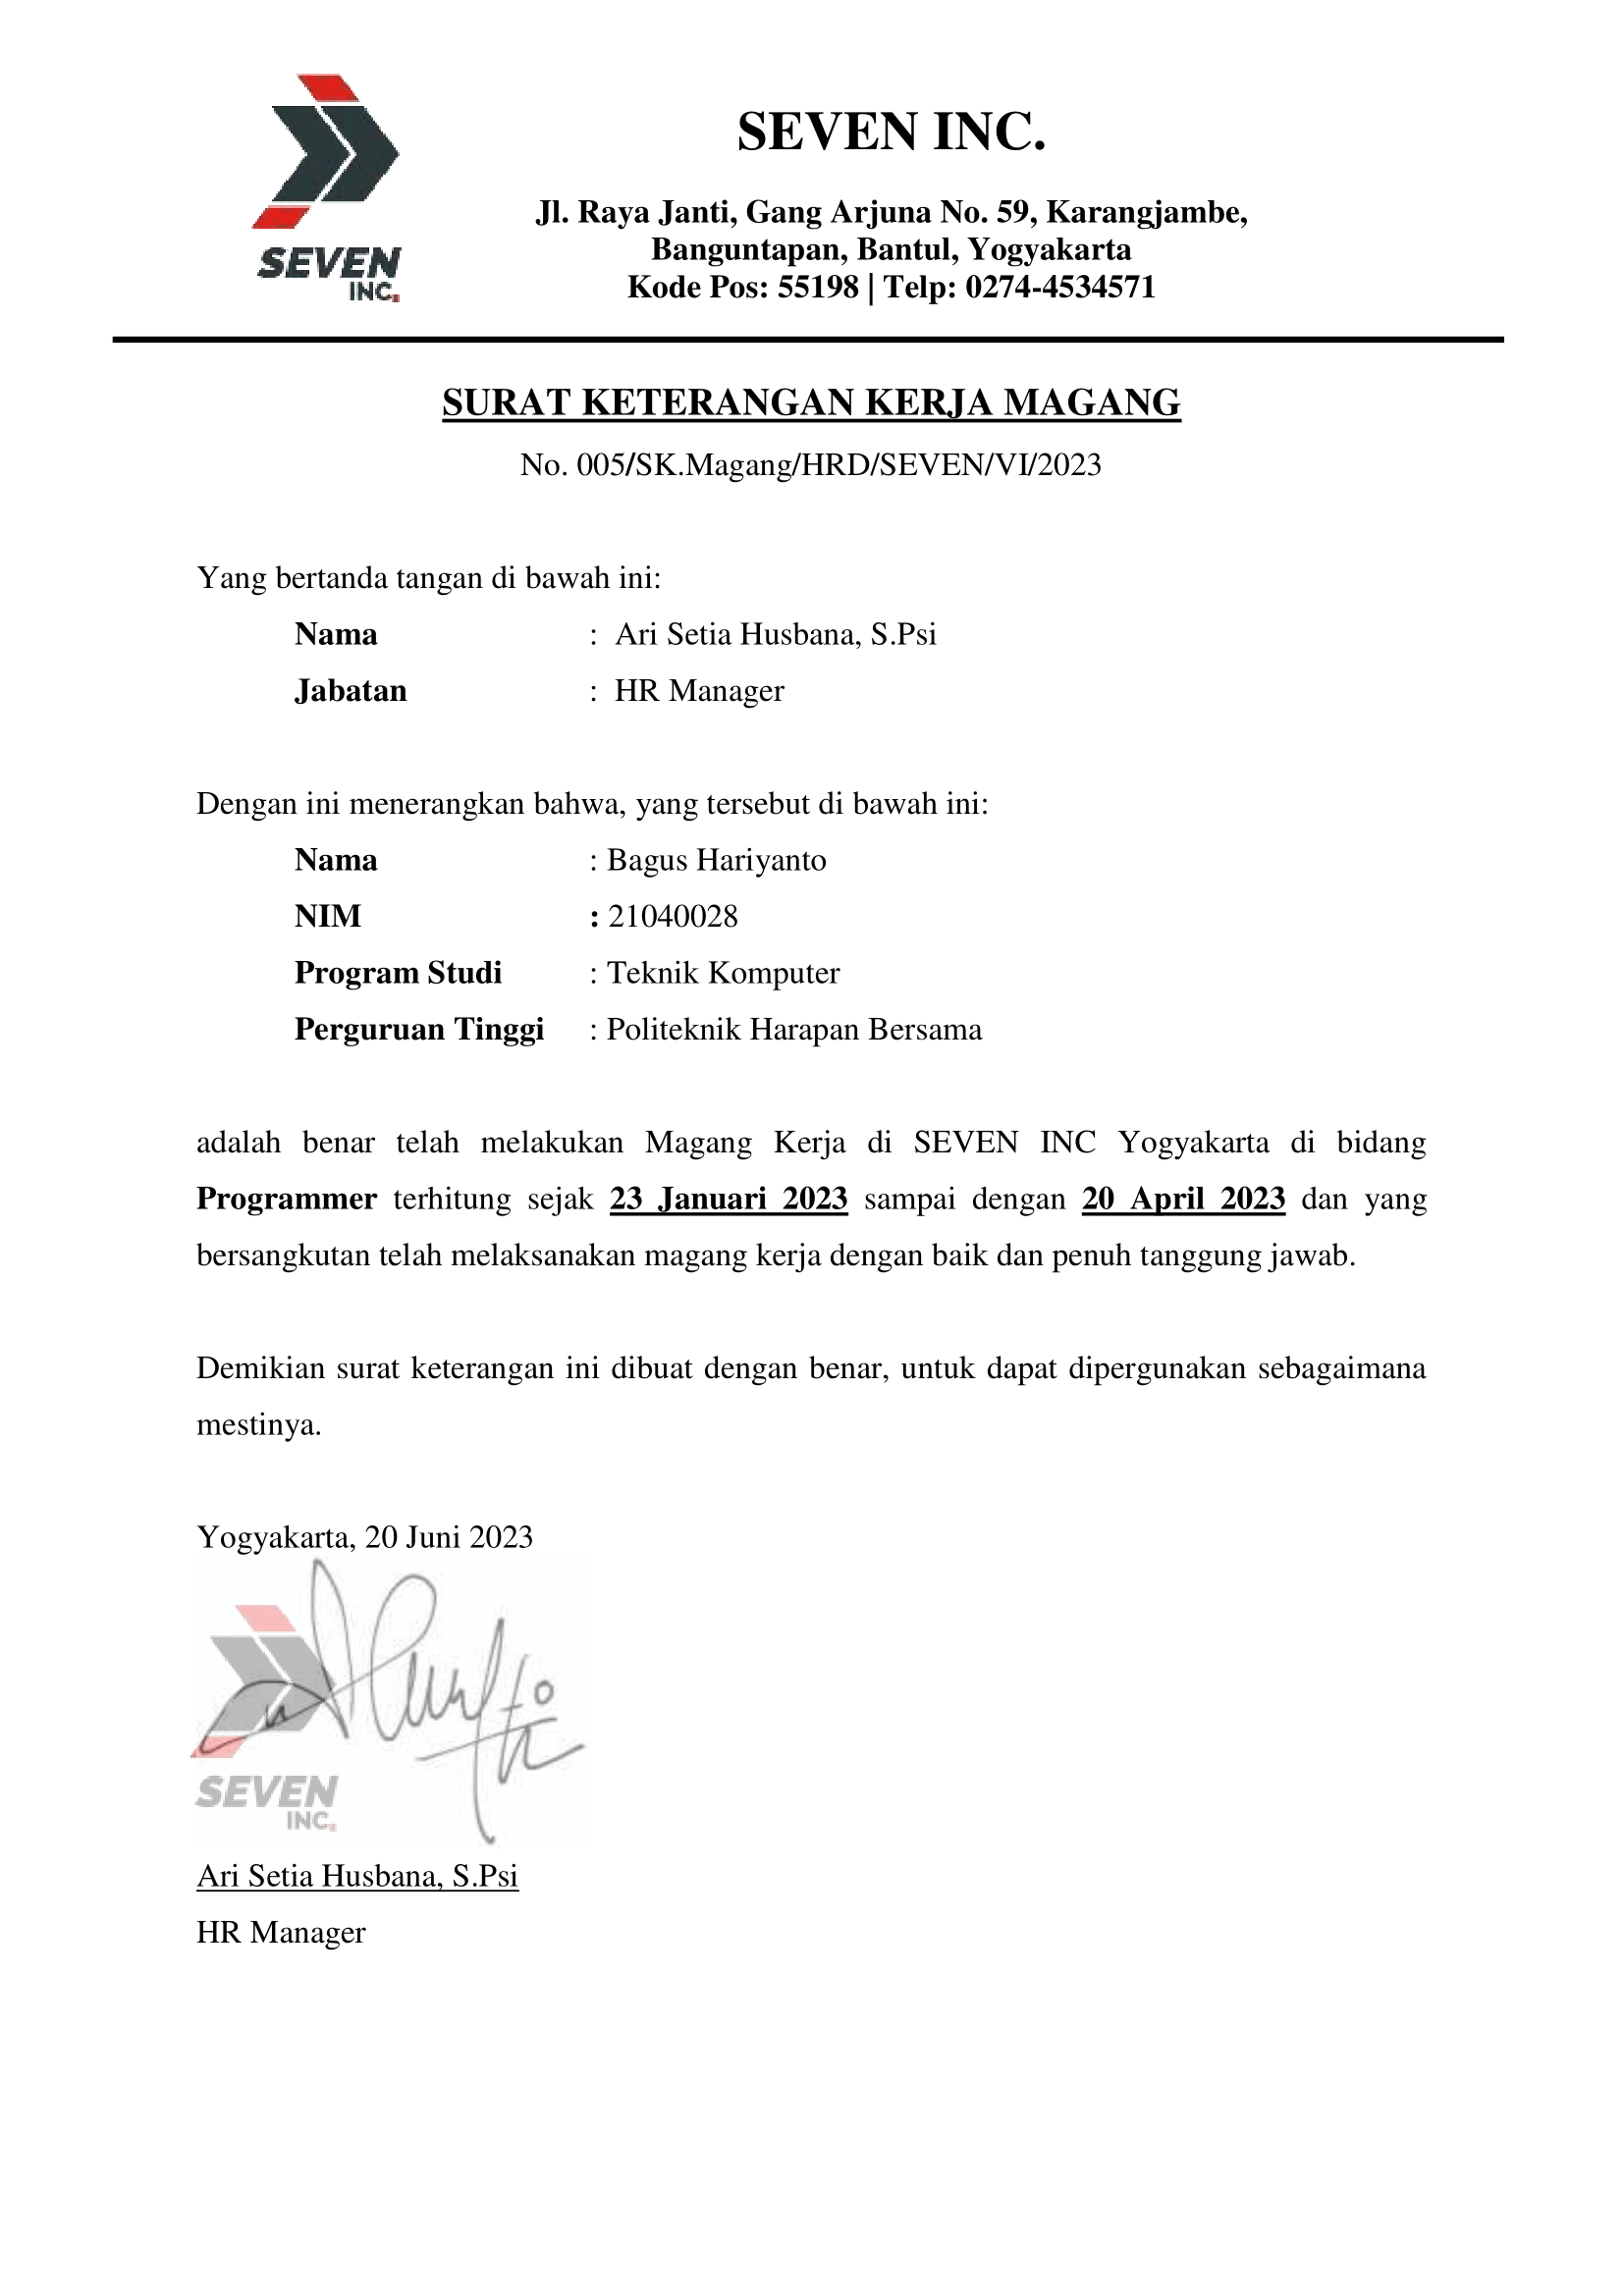 SEVEN INC.
SEVEN
INC.
Jl. Raya Janti, Gang Arjuna No. 59, Karangjambe,
Banguntapan, Bantul, Yogyakarta
Kode Pos: 55198 | Telp: 0274-4534571
SURAT KETERANGAN KERJA MAGANG
No. 005/SK.Magang/HRD/SEVEN/VI/2023
Yang bertanda tangan di bawah ini:
Nama : Ari Setia Husbana, S.Psi
Jabatan : HR Manager
Dengan ini menerangkan bahwa, yang tersebut di bawah ini:
Nama : Bagus Hariyanto
NIM : 21040028
Program Studi : Teknik Komputer
Perguruan Tinggi : Politeknik Harapan Bersama
adalah benar telah melakukan Magang Kerja di SEVEN INC Yogyakarta di bidang
Programmer terhitung sejak 23 Januari 2023 sampai dengan 20 April 2023 dan yang
bersangkutan telah melaksanakan magang kerja dengan baik dan penuh tanggung jawab.
Demikian surat keterangan ini dibuat dengan benar, untuk dapat dipergunakan sebagaimana
mestinya.
Yogyakarta, 20 Juni 2023
SEVEN
INC.
Ari Setia Husbana, S.Psi
HR Manager